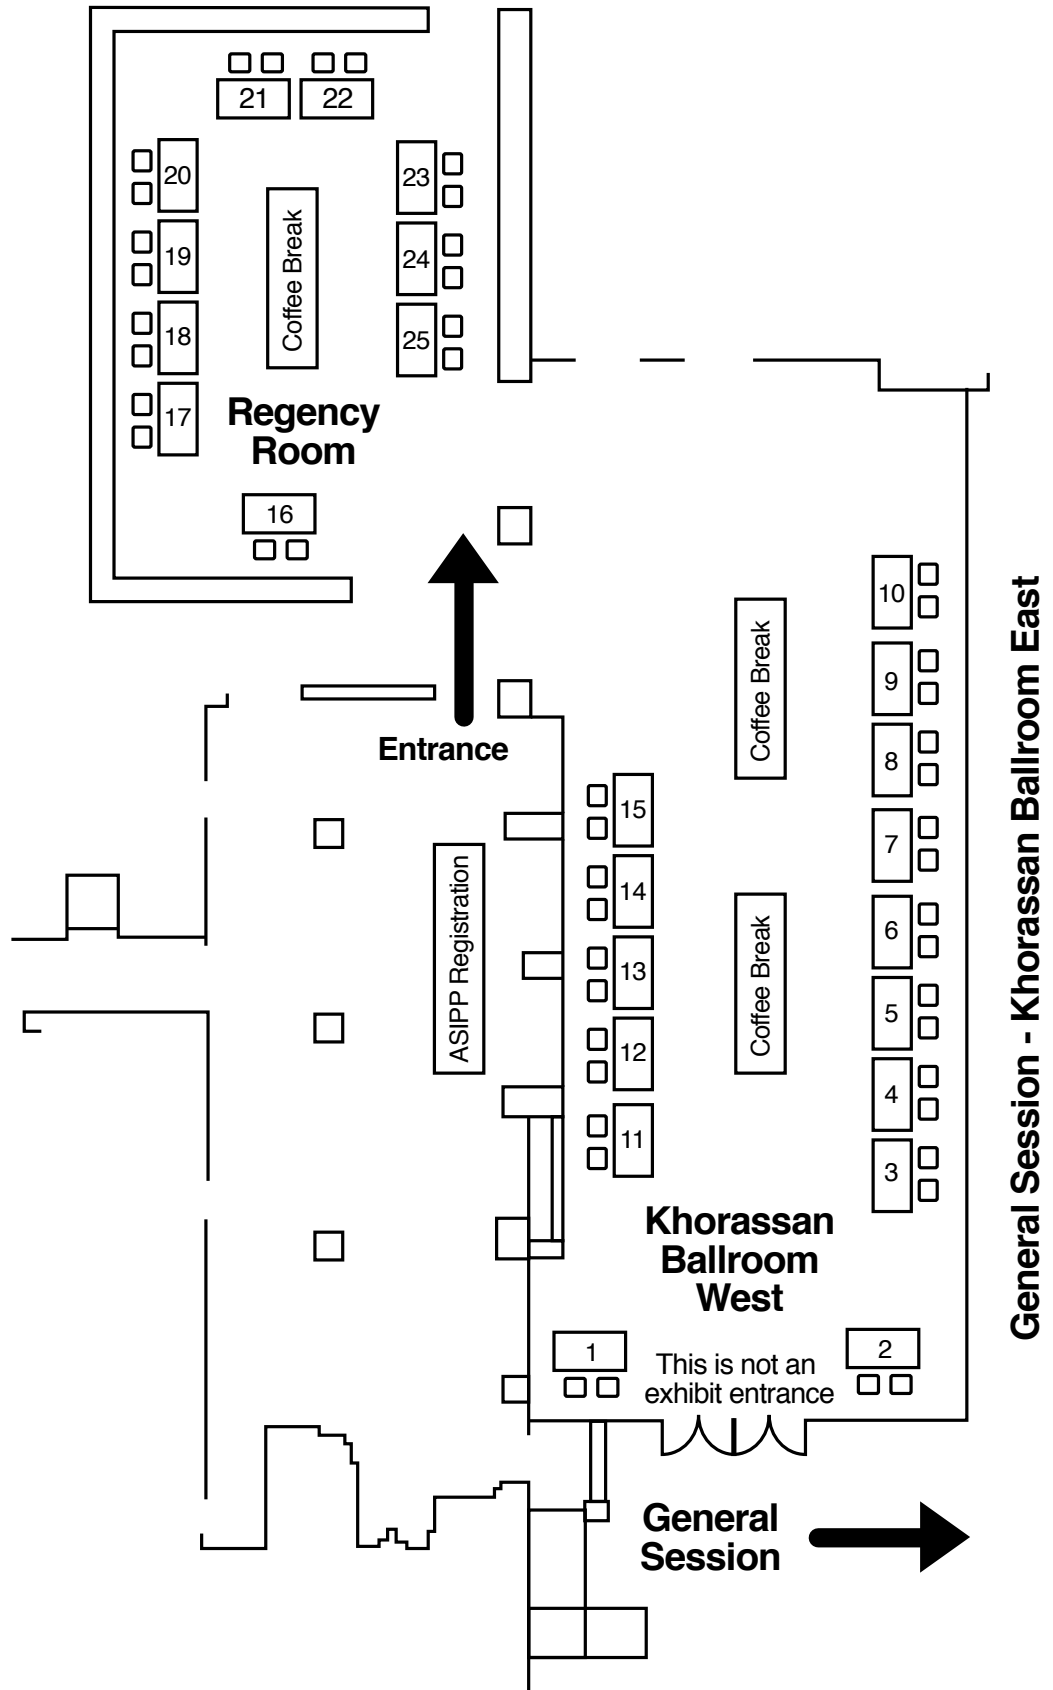 21
22
20
23
19
24
18
25
17
Coffee Break
Regency
Room
16
Entrance
ASIPP Registration
10
9
8
7
6
5
4
3
Coffee Break
Coffee Break
15
14
13
12
11
Khorassan
Ballroom
West
1
2
This is not an
exhibit entrance
General
Session
General Session - Khorassan Ballroom East